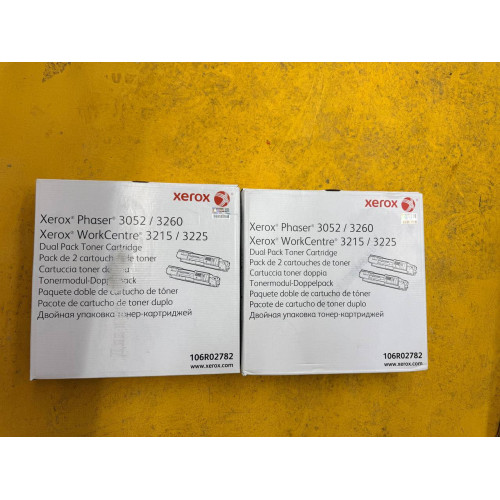 xerox
Xerox® Phaser® 3052 / 3260
Xerox® WorkCentre® 3215 / 3225
Dual Pack Toner Cartridge
Pack de 2 cartouches de toner
Cartuccia toner doppia
Tonermodul-Doppelpack
Paquete doble de cartucho de tóner
Pacote de cartucho de toner duplo
Двойная упаковка тонер-картриджей
106R02782
www.xerox.com
xerox
Xerox® Phaser® 3052 / 3260
Xerox® WorkCentre® 3215 / 3225
Dual Pack Toner Cartridge
Pack de 2 cartouches de toner
Cartuccia toner doppia
Tonermodul-Doppelpack
Paquete doble de cartucho de tóner
Pacote de cartucho de toner duplo
Двойная упаковка тонер-картриджей
106R02782
www.xerox.com